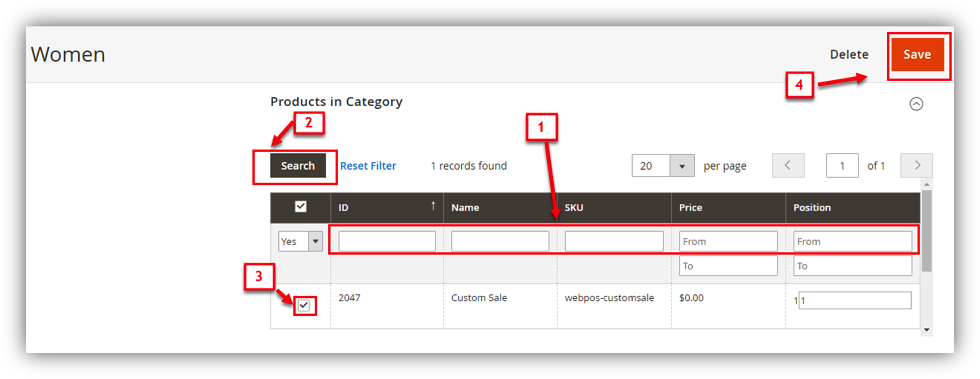 Women
Delete
Save
4
Products in Category
2
1
Search
Reset Filter
1 records found
20
per page
1
of 1
ID
Name
SKU
Price
Position
Yes
From
From
To
To
3
2047
Custom Sale
webpos-customsale
$0.00
1
1